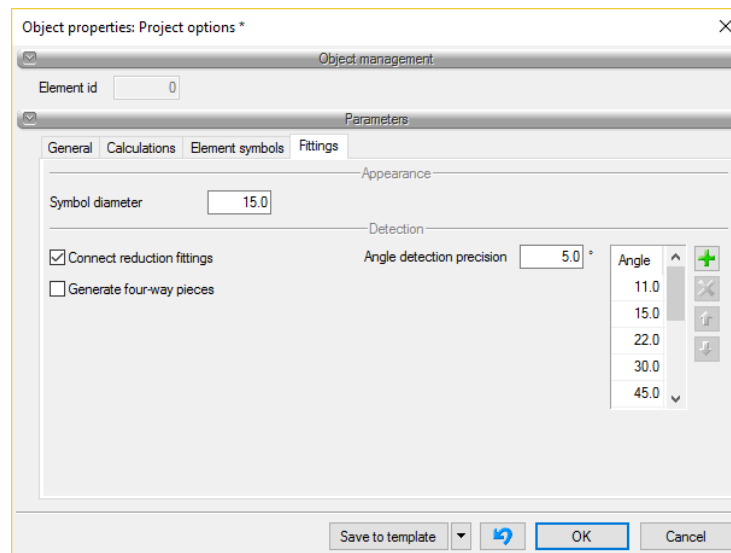 Object properties: Project options *
Object management
Element id 0
Parameters
General Calculations Element symbols Fittings
Appearance
Symbol diameter 15.0
Detection
Connect reduction fittings Angle detection precision 5.0 ° Angle
Generate four-way pieces 11.0
15.0
22.0
30.0
45.0
Save to template OK Cancel